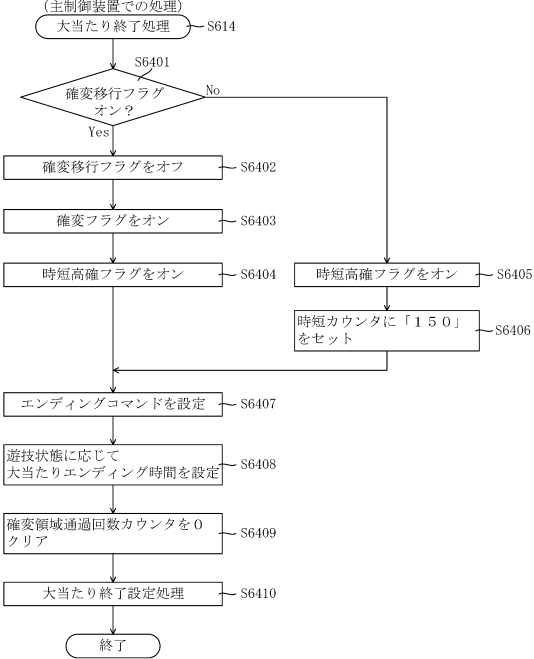 (主制御装置での処理)
大当たり終了処理
S614
S6401
確変移行フラグ
オン？
No
Yes
確変移行フラグをオフ
S6402
確変フラグをオン
S6403
時短高確フラグをオン
S6404
時短高確フラグをオン
S6405
時短カウンタに「１５０」
をセット
S6406
エンディングコマンドを設定
S6407
遊技状態に応じて
大当たりエンディング時間を設定
S6408
確変領域通過回数カウンタを０
クリア
S6409
大当たり終了設定処理
S6410
終了